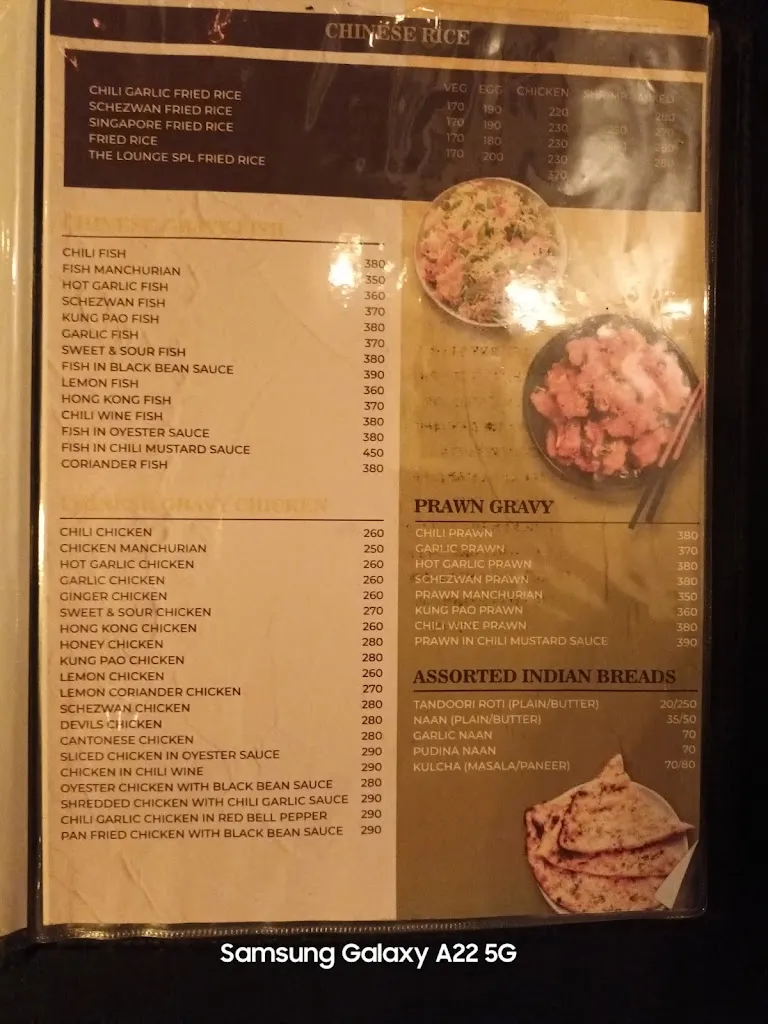 CHINESE RICE
VEG EGG CHICKEN SHRIMP MIXED
CHILI GARLIC FRIED RICE 170 190 220
SCHEZWAN FRIED RICE 170 190 230
SINGAPORE FRIED RICE 170 180 230
FRIED RICE 170 200 230
THE LOUNGE SPL FRIED RICE 320
CHINESE GRAVY FISH
CHILI FISH 380
FISH MANCHURIAN 350
HOT GARLIC FISH 360
SCHEZWAN FISH 370
KUNG PAO FISH 380
GARLIC FISH 370
SWEET & SOUR FISH 380
FISH IN BLACK BEAN SAUCE 390
LEMON FISH 360
HONG KONG FISH 370
CHILI WINE FISH 380
FISH IN OYESTER SAUCE 380
FISH IN CHILI MUSTARD SAUCE 450
CORIANDER FISH 380
CHINESE GRAVY CHICKEN
CHILI CHICKEN 260
CHICKEN MANCHURIAN 250
HOT GARLIC CHICKEN 260
GARLIC CHICKEN 260
GINGER CHICKEN 260
SWEET & SOUR CHICKEN 270
HONG KONG CHICKEN 260
HONEY CHICKEN 280
KUNG PAO CHICKEN 280
LEMON CHICKEN 260
LEMON CORIANDER CHICKEN 270
SCHEZWAN CHICKEN 280
DEVILS CHICKEN 280
CANTONESE CHICKEN 280
SLICED CHICKEN IN OYESTER SAUCE 290
CHICKEN IN CHILI WINE 290
OYESTER CHICKEN WITH BLACK BEAN SAUCE 280
SHREDDED CHICKEN WITH CHILI GARLIC SAUCE 290
CHILI GARLIC CHICKEN IN RED BELL PEPPER 290
PAN FRIED CHICKEN WITH BLACK BEAN SAUCE 290
PRAWN GRAVY
CHILI PRAWN 380
GARLIC PRAWN 370
HOT GARLIC PRAWN 380
SCHEZWAN PRAWN 380
PRAWN MANCHURIAN 350
KUNG PAO PRAWN 360
CHILI WINE PRAWN 380
PRAWN IN CHILI MUSTARD SAUCE 390
ASSORTED INDIAN BREADS
TANDOORI ROTI (PLAIN/BUTTER) 20/250
NAAN (PLAIN/BUTTER) 35/50
GARLIC NAAN 70
PUDINA NAAN 70
KULCHA (MASALA/PANEER) 70/80
Samsung Galaxy A22 5G